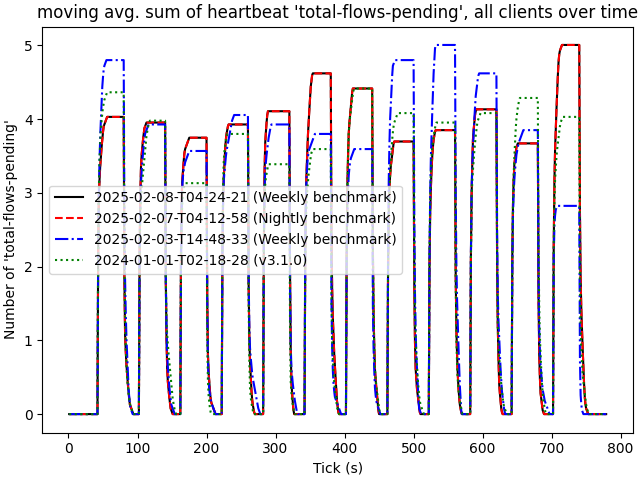 moving avg. sum of heartbeat 'total-flows-pending', all clients over time
Number of 'total-flows-pending'
5
4
3
2
1
0
2025-02-08-T04-24-21 (Weekly benchmark)
2025-02-07-T04-12-58 (Nightly benchmark)
2025-02-03-T14-48-33 (Weekly benchmark)
2024-01-01-T02-18-28 (v3.1.0)
0 100 200 300 400 500 600 700 800
Tick (s)